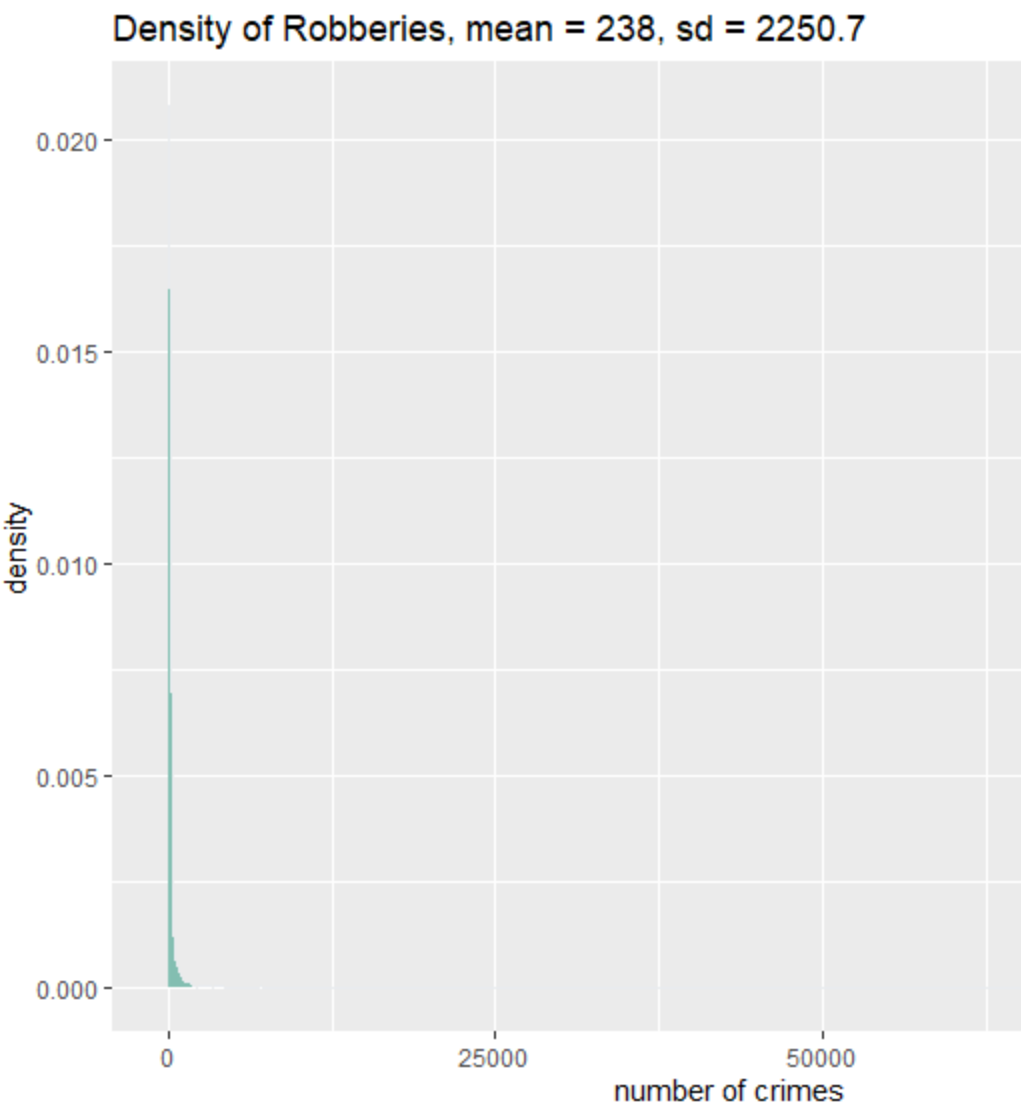 Density of Robberies, mean = 238, sd = 2250.7
0.020
0.015
0.010
0.005
0.000
density
0
25000
50000
number of crimes